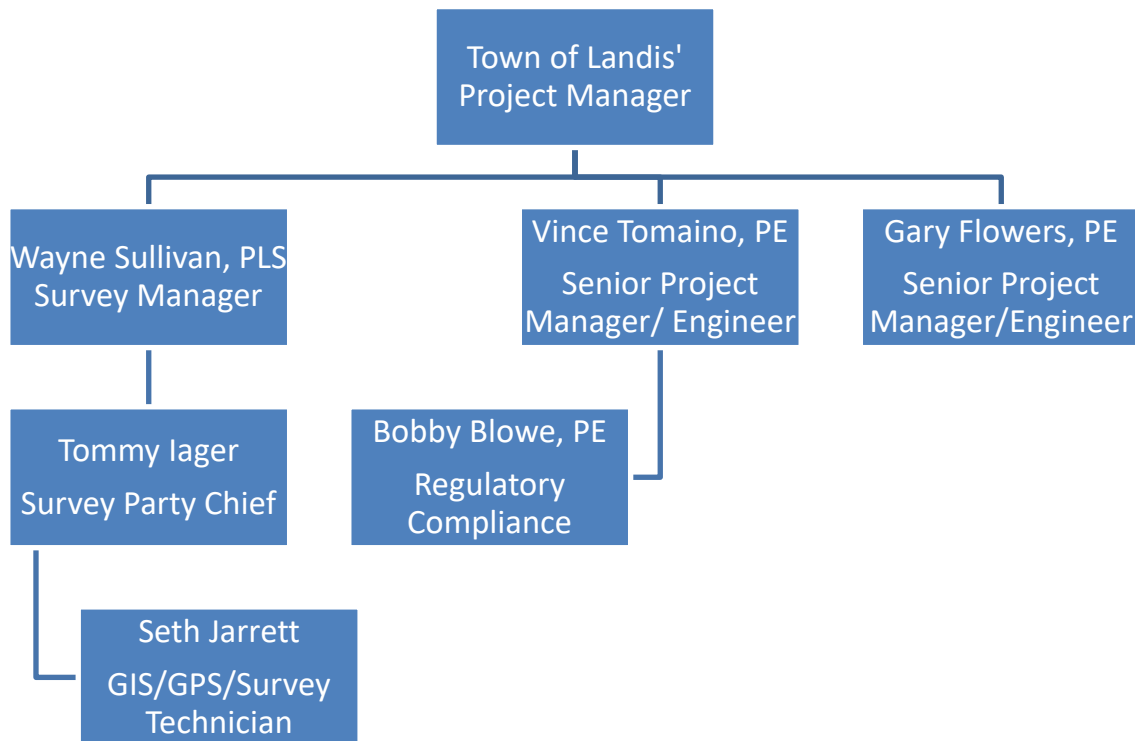 Town of Landis'
Project Manager
Wayne Sullivan, PLS
Survey Manager
Vince Tomaino, PE
Senior Project
Manager/ Engineer
Gary Flowers, PE
Senior Project
Manager/Engineer
Tommy Iager
Survey Party Chief
Bobby Blowe, PE
Regulatory
Compliance
Seth Jarrett
GIS/GPS/Survey
Technician